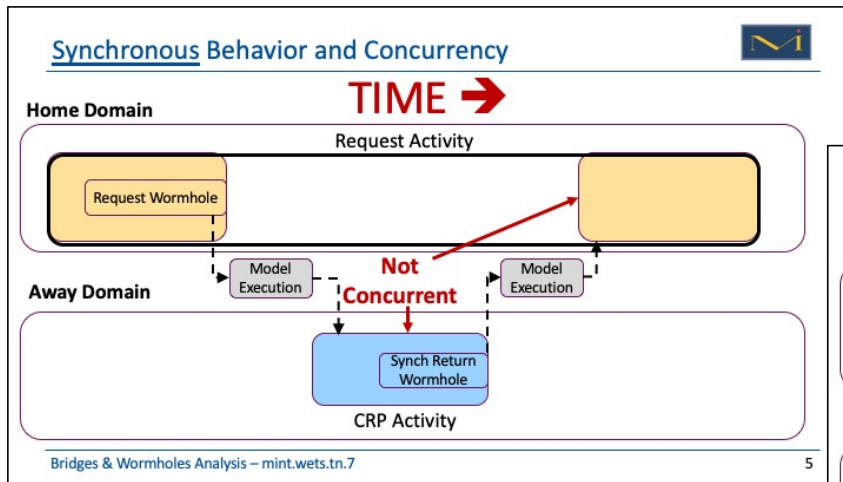 Synchronous Behavior and Concurrency
TIME
Home Domain
Request Activity
Request Wormhole
Model
Execution
Not
Concurrent
Model
Execution
Away Domain
Synch Return
Wormhole
CRP Activity
Bridges & Wormholes Analysis – mint.wets.tn.7
5